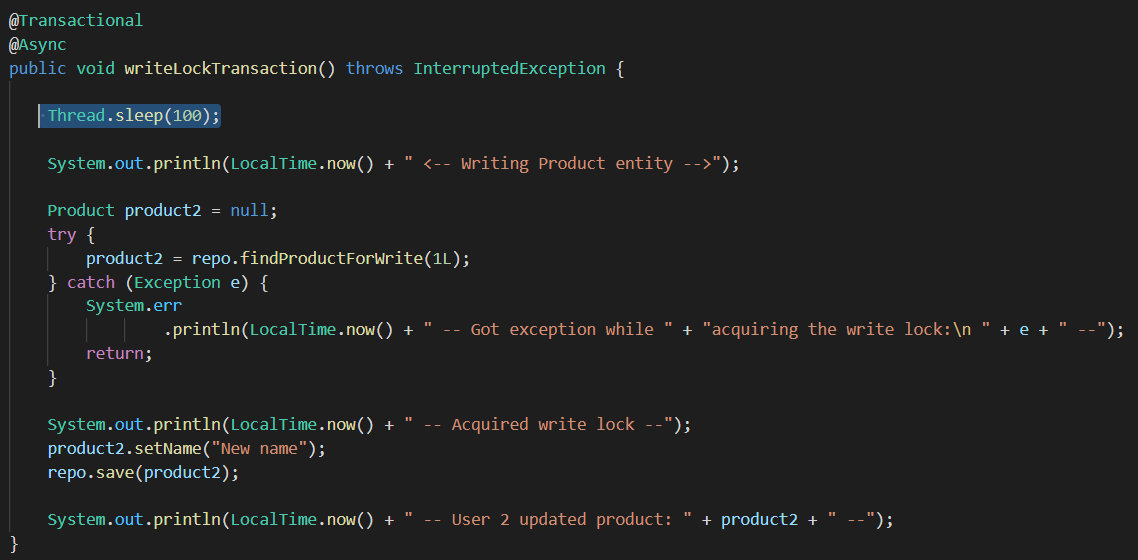 @Transactional
@Async
public void writeLockTransaction() throws InterruptedException {
Thread.sleep(100);
System.out.println(LocalTime.now() + " <-- Writing Product entity -->");
Product product2 = null;
try {
product2 = repo.findProductForWrite(1L);
} catch (Exception e) {
System.err
.println(LocalTime.now() + " -- Got exception while " + "acquiring the write lock:\n " + e + " --");
return;
}
System.out.println(LocalTime.now() + " -- Acquired write lock --");
product2.setName("New name");
repo.save(product2);
System.out.println(LocalTime.now() + " -- User 2 updated product: " + product2 + " --");
}